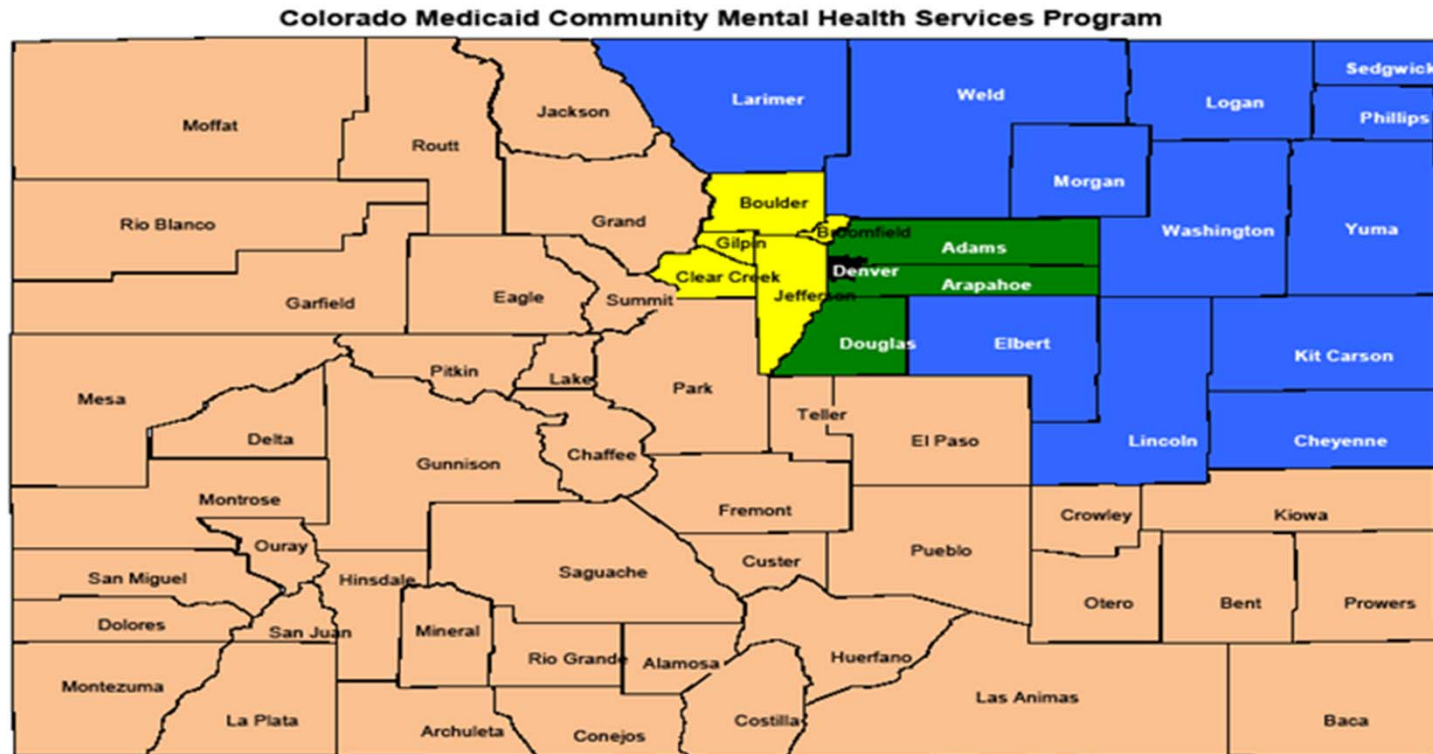 Colorado Medicaid Community Mental Health Services Program
Sedgwick
Larimer
Weld
Logan
Phillips
Jackson
Moffat
Routt
Morgan
Boulder
Rio Blanco
Grand
Washington
Yuma
Broomfield
Gilpin
Adams
Denver
Clear Creek
Arapahoe
Eagle
Summit
Jefferson
Garfield
Douglas
Elbert
Kit Carson
Pitkin
Lake
Park
Mesa
Teller
Delta
El Paso
Lincoln
Cheyenne
Chaffee
Gunnison
Montrose
Fremont
Crowley
Kiowa
Ouray
Pueblo
Custer
Saguache
San Miguel
Hinsdale
Otero
Bent
Prowers
Dolores
San Juan
Mineral
Rio Grande
Alamosa
Huerfano
Montezuma
Las Animas
La Plata
Costilla
Baca
Archuleta
Conejos